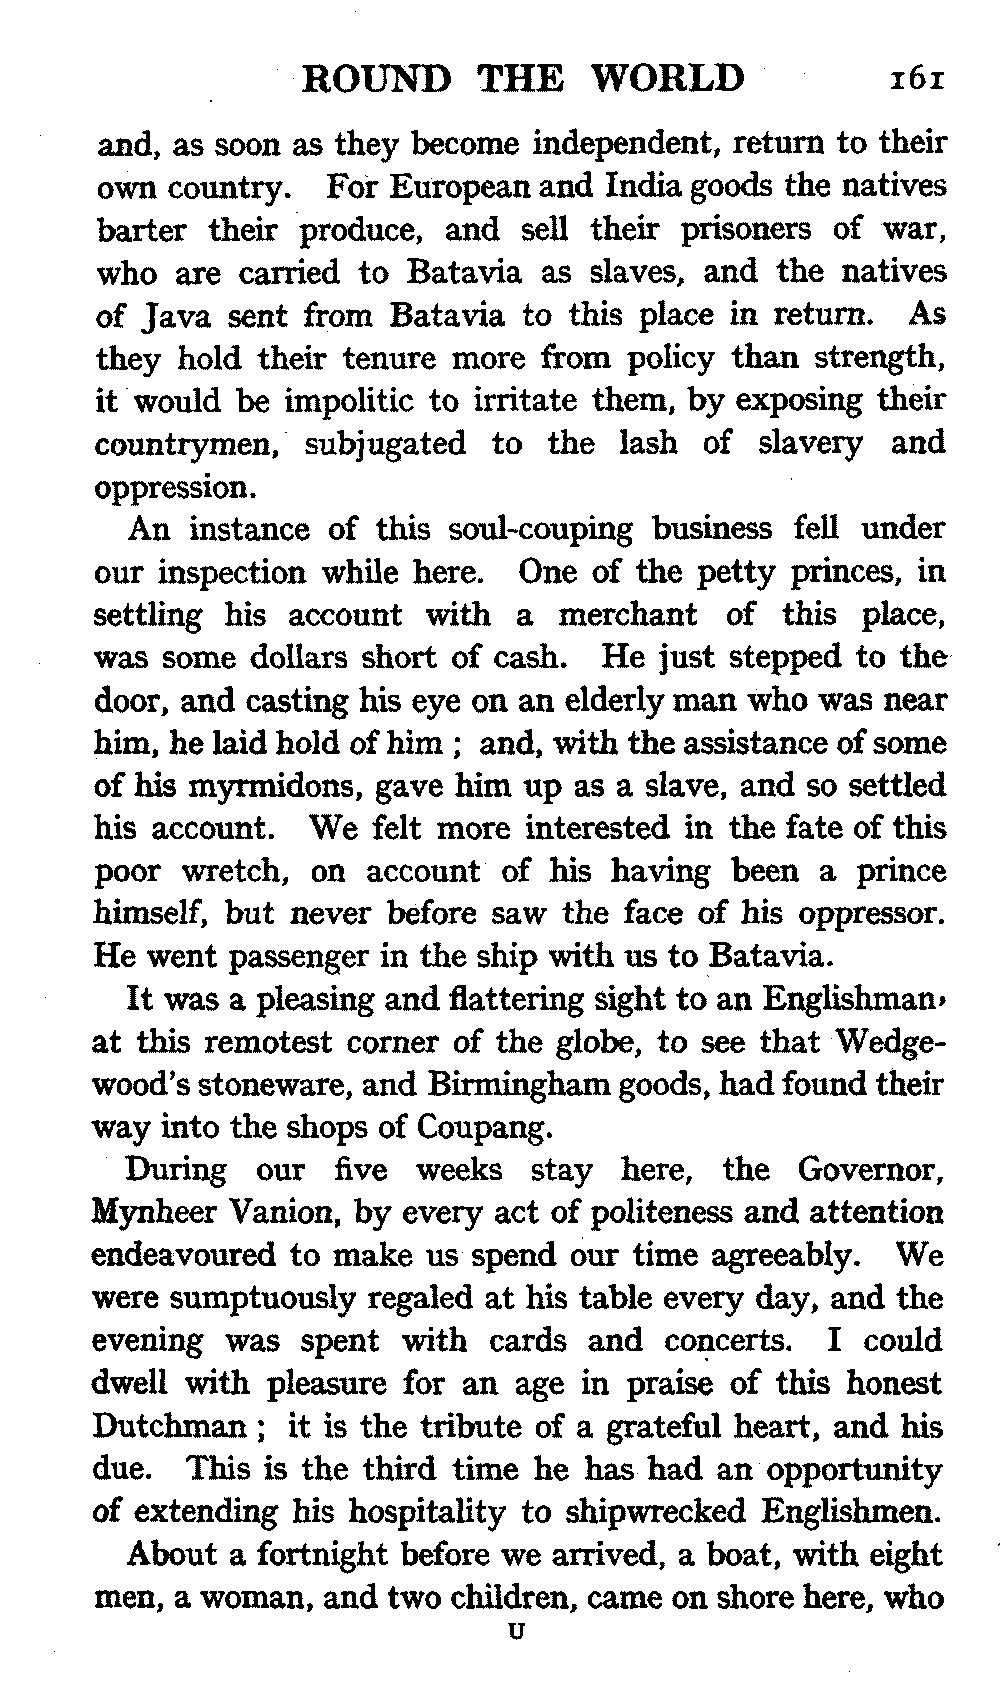 ROUND THE WORLD 161
and, as soon as they become independent, return to their
own country. For European and India goods the natives
barter their produce, and sell their prisoners of war,
who are carried to Batavia as slaves, and the natives
of Java sent from Batavia to this place in return. As
they hold their tenure more from policy than strength,
it would be impolitic to irritate them, by exposing their
countrymen, subjugated to the lash of slavery and
oppression.
An instance of this soul-couping business fell under
our inspection while here. One of the petty princes, in
settling his account with a merchant of this place,
was some dollars short of cash. He just stepped to the
door, and casting his eye on an elderly man who was near
him, he laid hold of him ; and, with the assistance of some
of his myrmidons, gave him up as a slave, and so settled
his account. We felt more interested in the fate of this
poor wretch, on account of his having been a prince
himself, but never before saw the face of his oppressor.
He went passenger in the ship with us to Batavia.
It was a pleasing and flattering sight to an Englishman,
at this remotest corner of the globe, to see that Wedge-
wood's stoneware, and Birmingham goods, had found their
way into the shops of Coupang.
During our five weeks stay here, the Governor,
Mynheer Vanion, by every act of politeness and attention
endeavoured to make us spend our time agreeably. We
were sumptuously regaled at his table every day, and the
evening was spent with cards and concerts. I could
dwell with pleasure for an age in praise of this honest
Dutchman ; it is the tribute of a grateful heart, and his
due. This is the third time he has had an opportunity
of extending his hospitality to shipwrecked Englishmen.
About a fortnight before we arrived, a boat, with eight
men, a woman, and two children, came on shore here, who
U